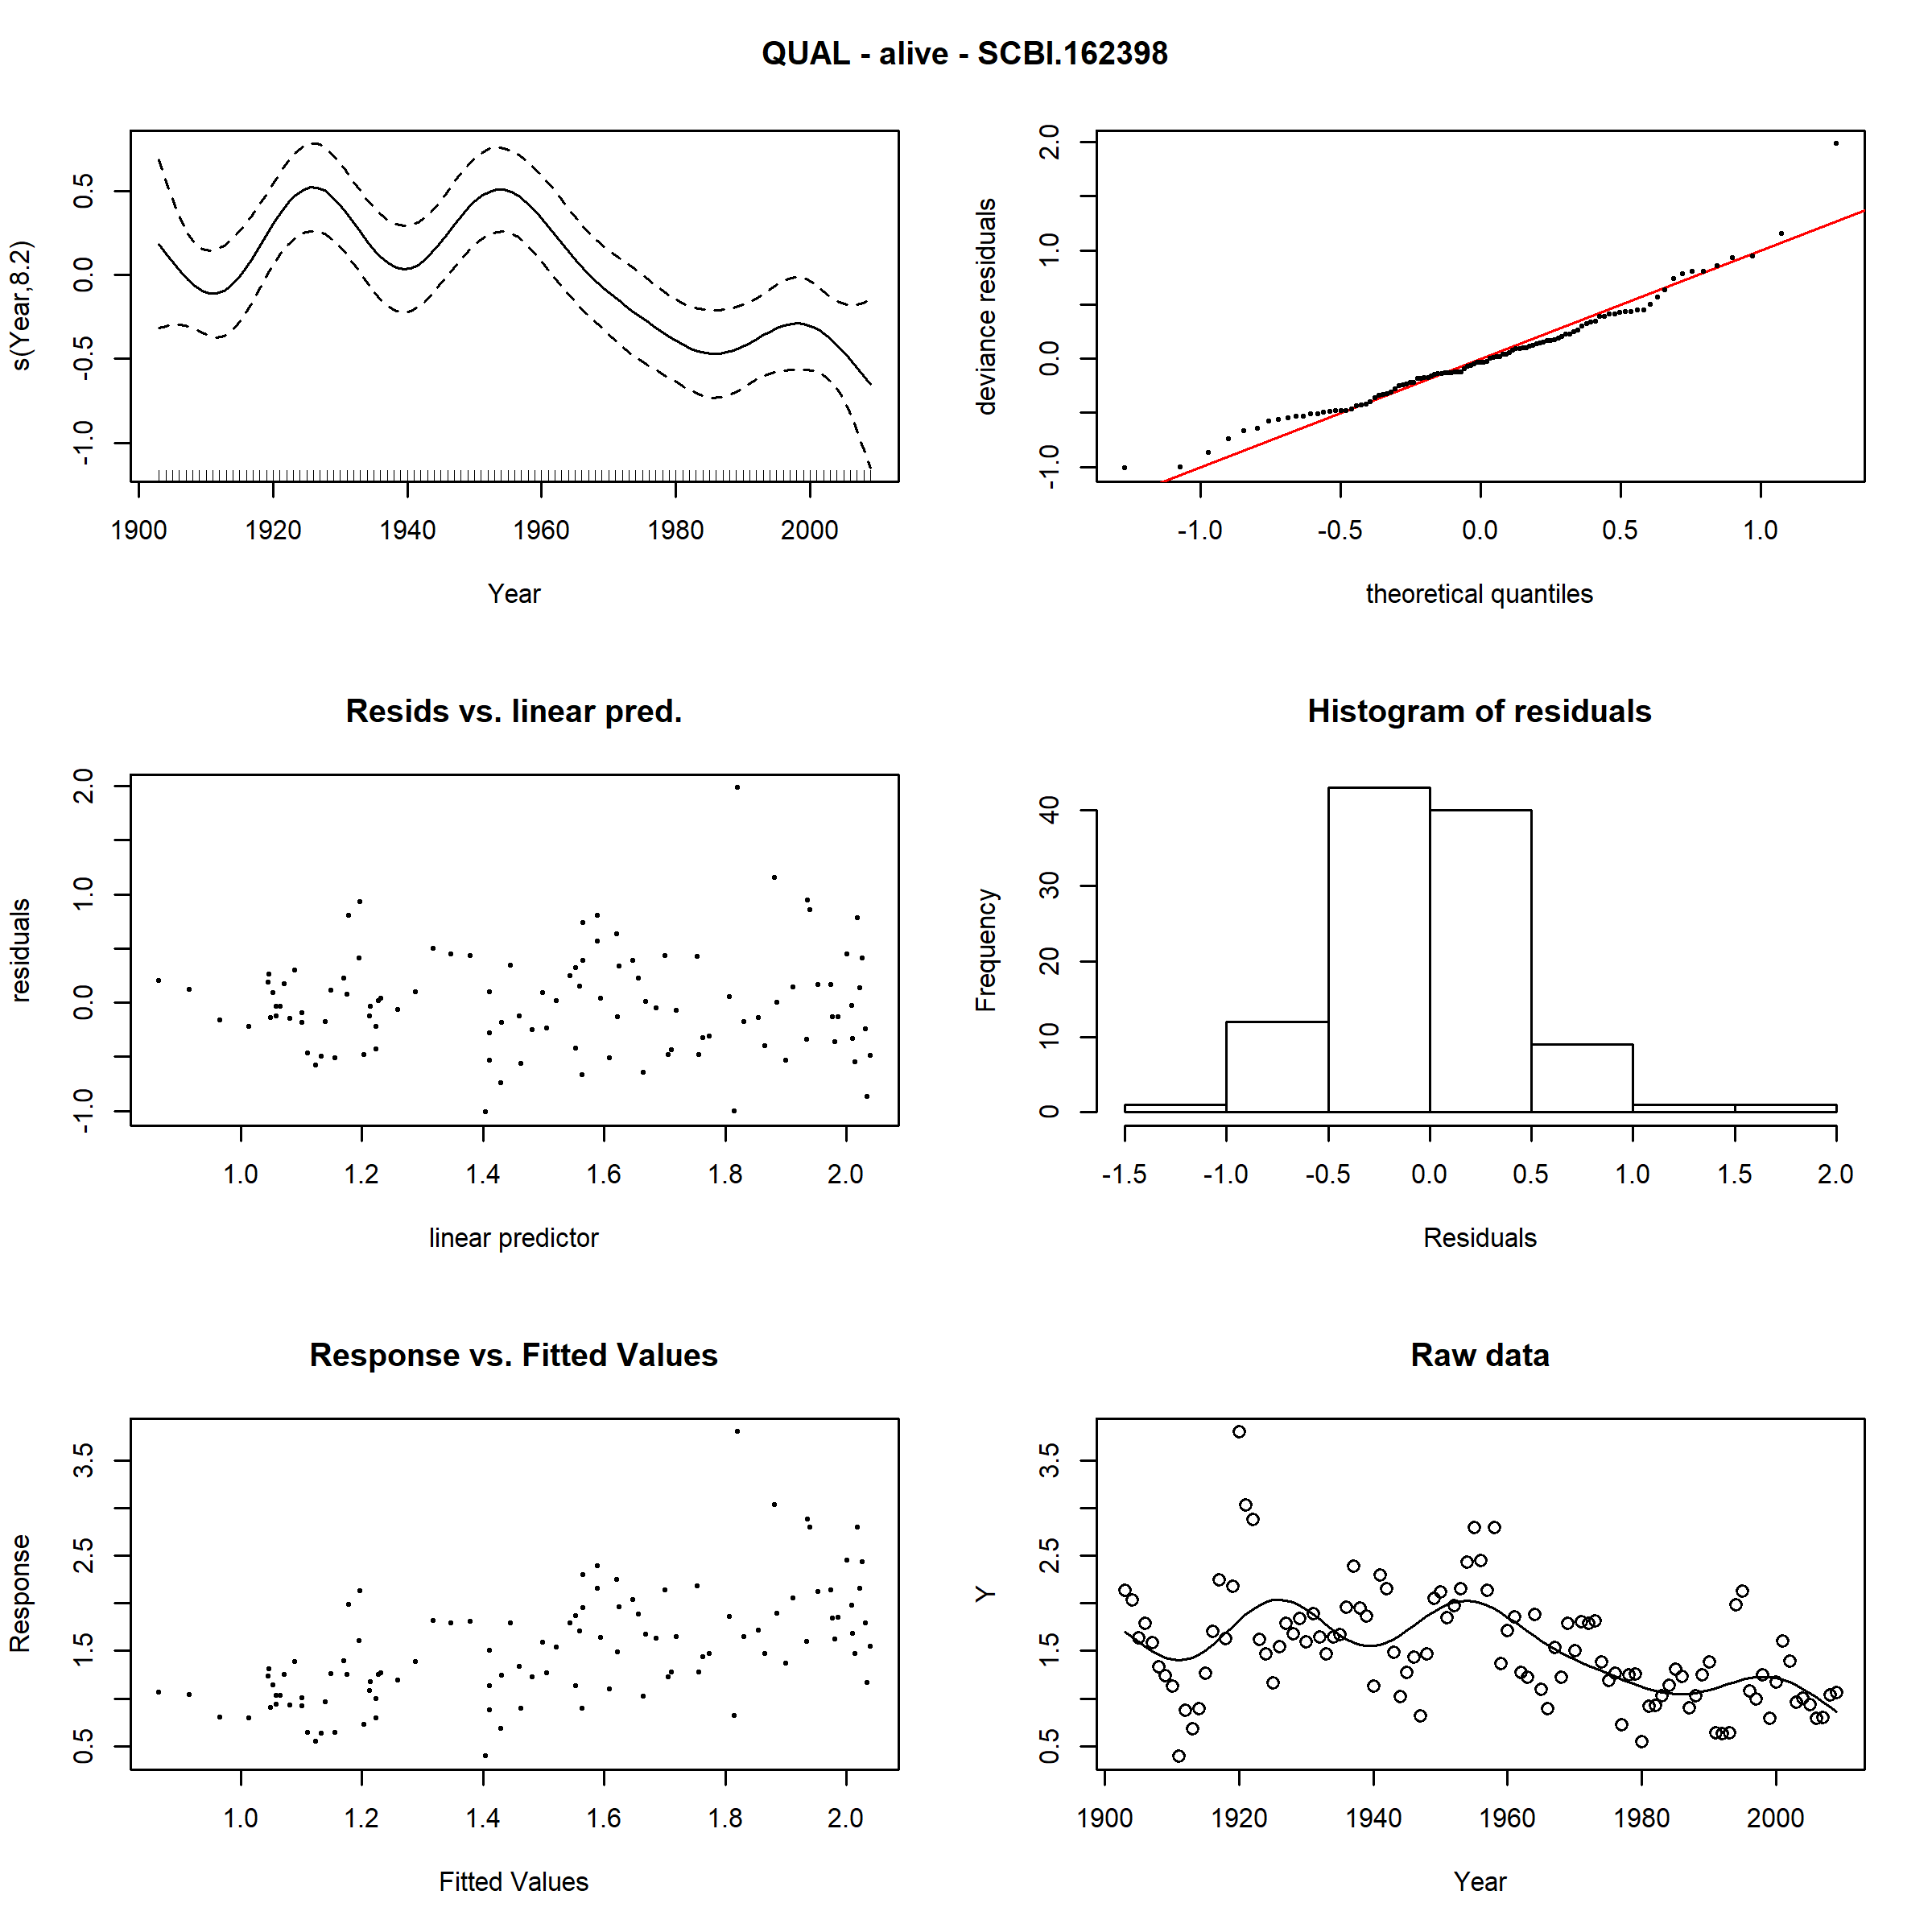 QUAL - alive - SCBI.162398
s(Year,8.2)
0.5
0.0
-0.5
-1.0
1900 1920 1940 1960 1980 2000
Year
deviance residuals
2.0
1.0
0.0
-1.0
-1.0 -0.5 0.0 0.5 1.0
theoretical quantiles
Resids vs. linear pred.
residuals
2.0
1.0
0.0
-1.0
1.0 1.2 1.4 1.6 1.8 2.0
linear predictor
Histogram of residuals
Frequency
40
30
20
10
0
-1.5 -1.0 -0.5 0.0 0.5 1.0 1.5 2.0
Residuals
Response vs. Fitted Values
Response
3.5
2.5
1.5
0.5
1.0 1.2 1.4 1.6 1.8 2.0
Fitted Values
Raw data
Y
3.5
2.5
1.5
0.5
1900 1920 1940 1960 1980 2000
Year